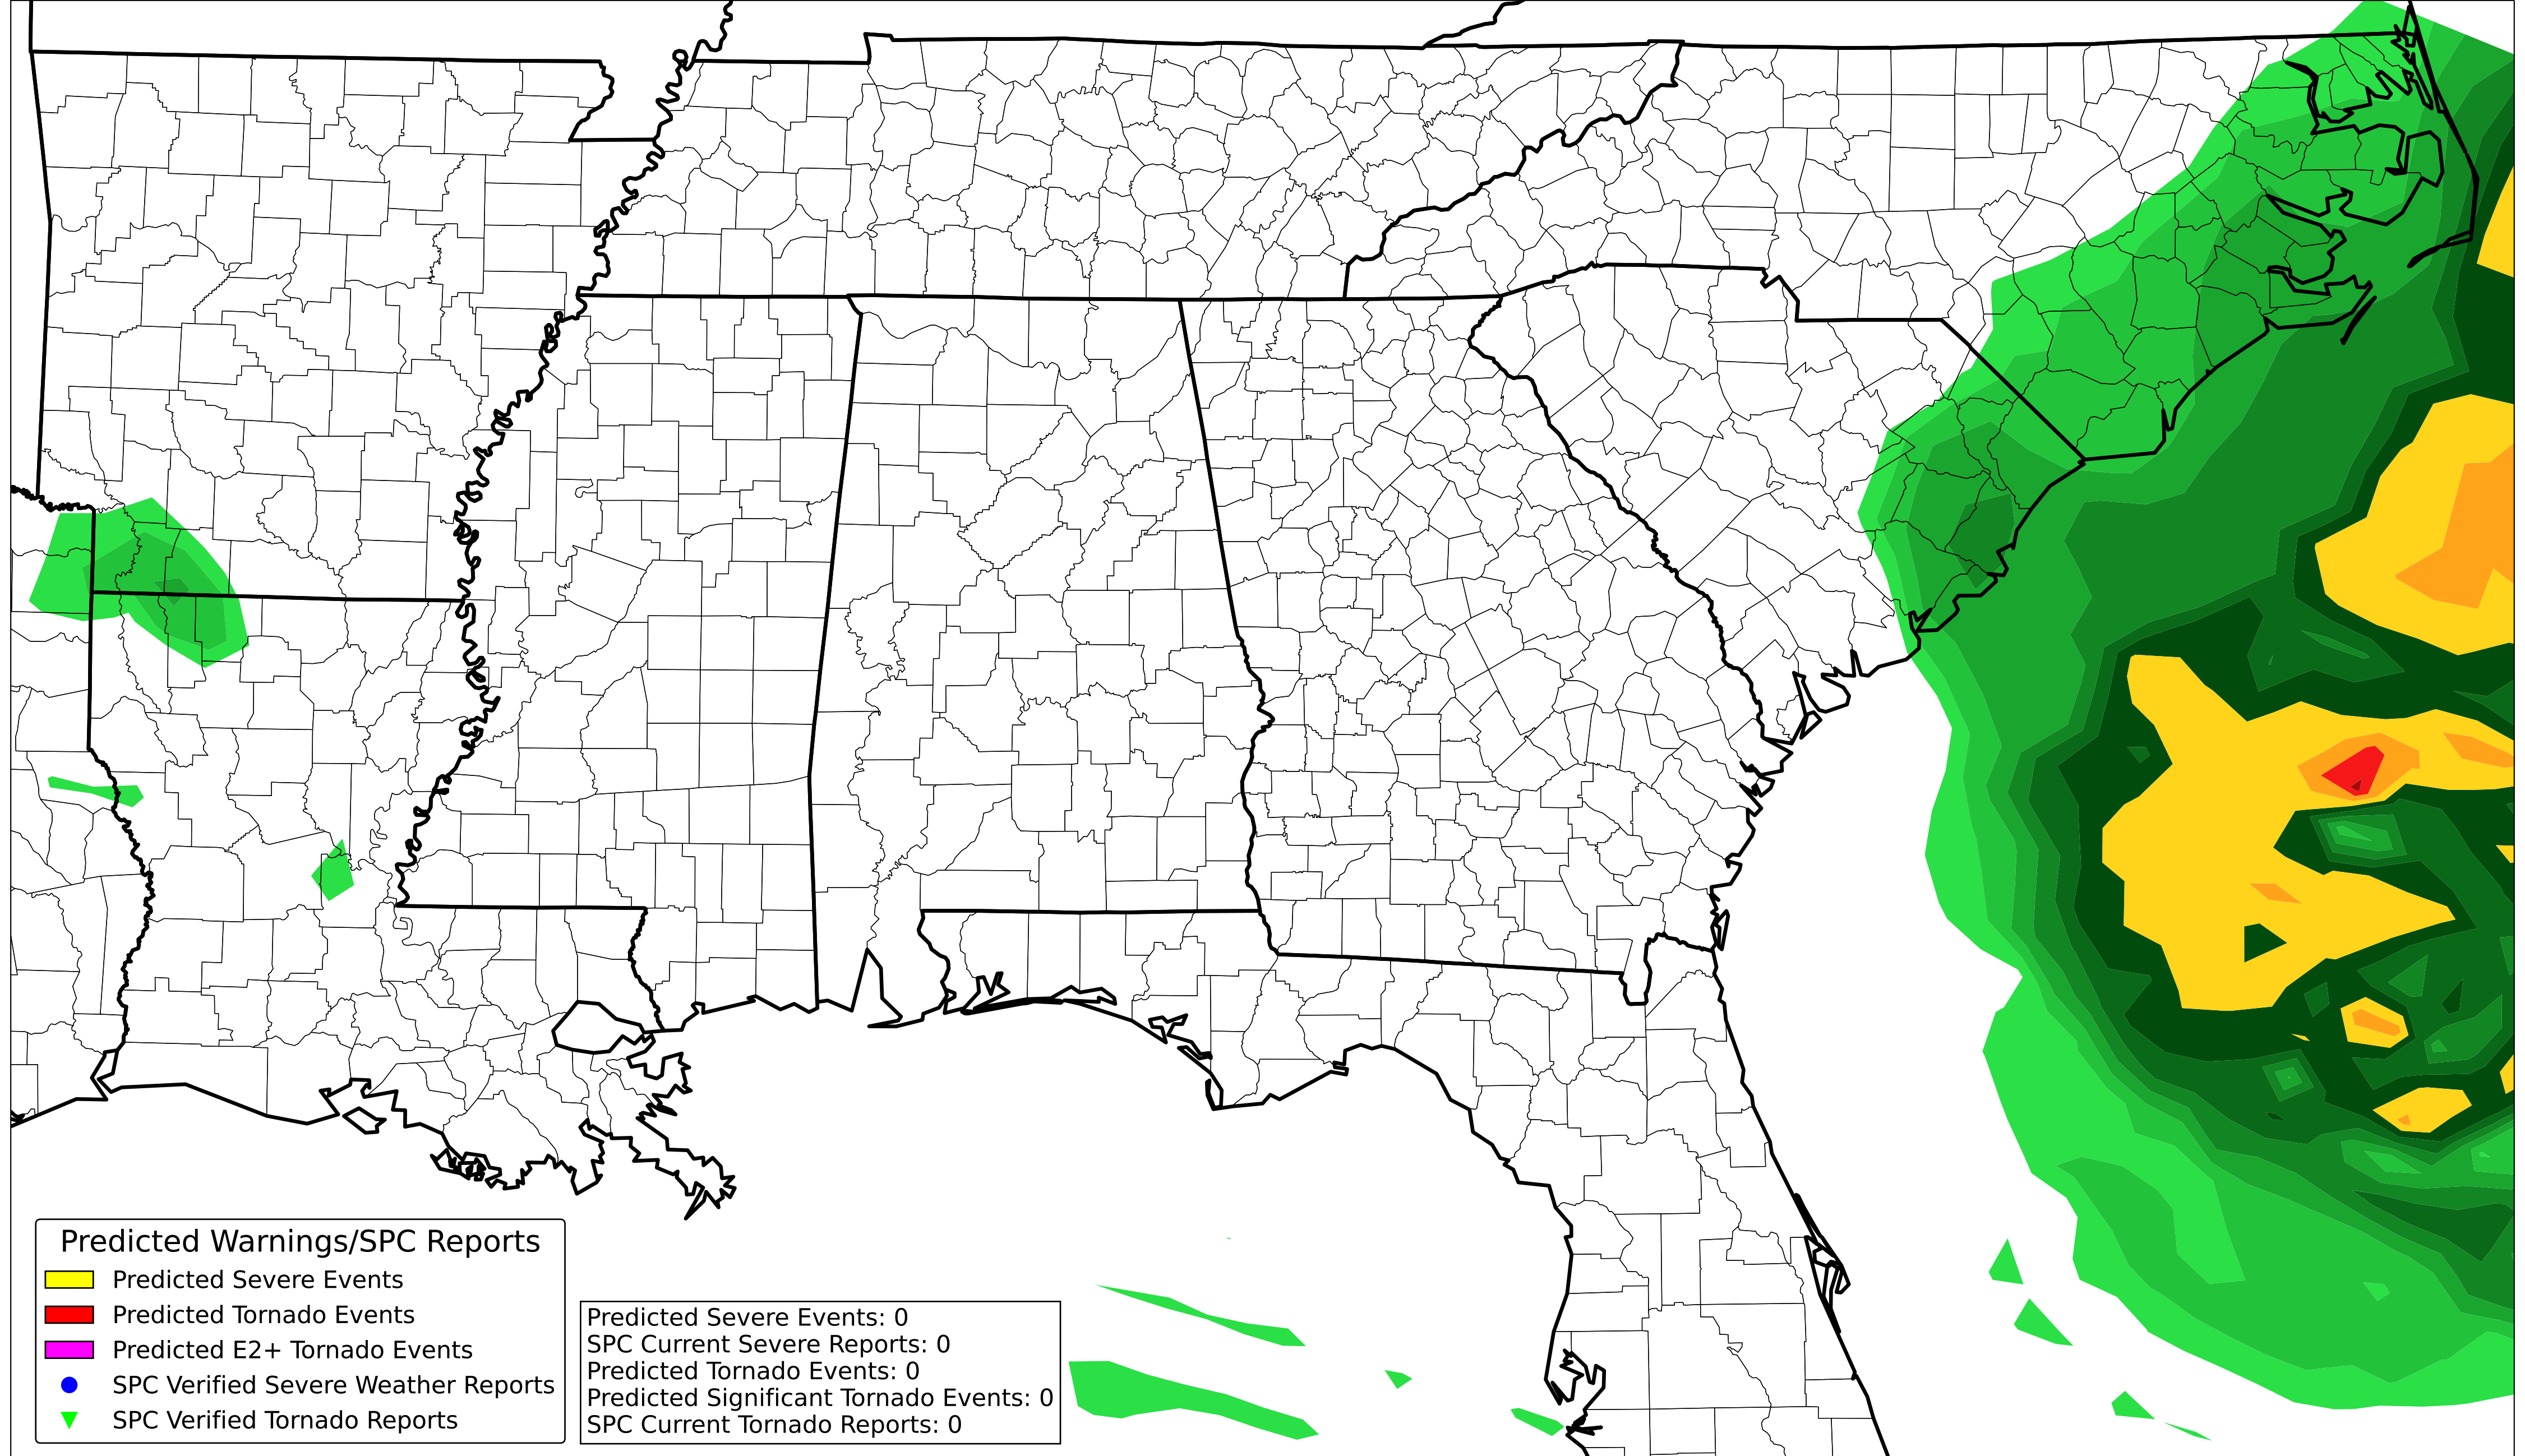 Predicted Warnings/SPC Reports
Predicted Severe Events
Predicted Tornado Events
Predicted E2+ Tornado Events
SPC Verified Severe Weather Reports
SPC Verified Tornado Reports
Predicted Severe Events: 0
SPC Current Severe Reports: 0
Predicted Tornado Events: 0
Predicted Significant Tornado Events: 0
SPC Current Tornado Reports: 0